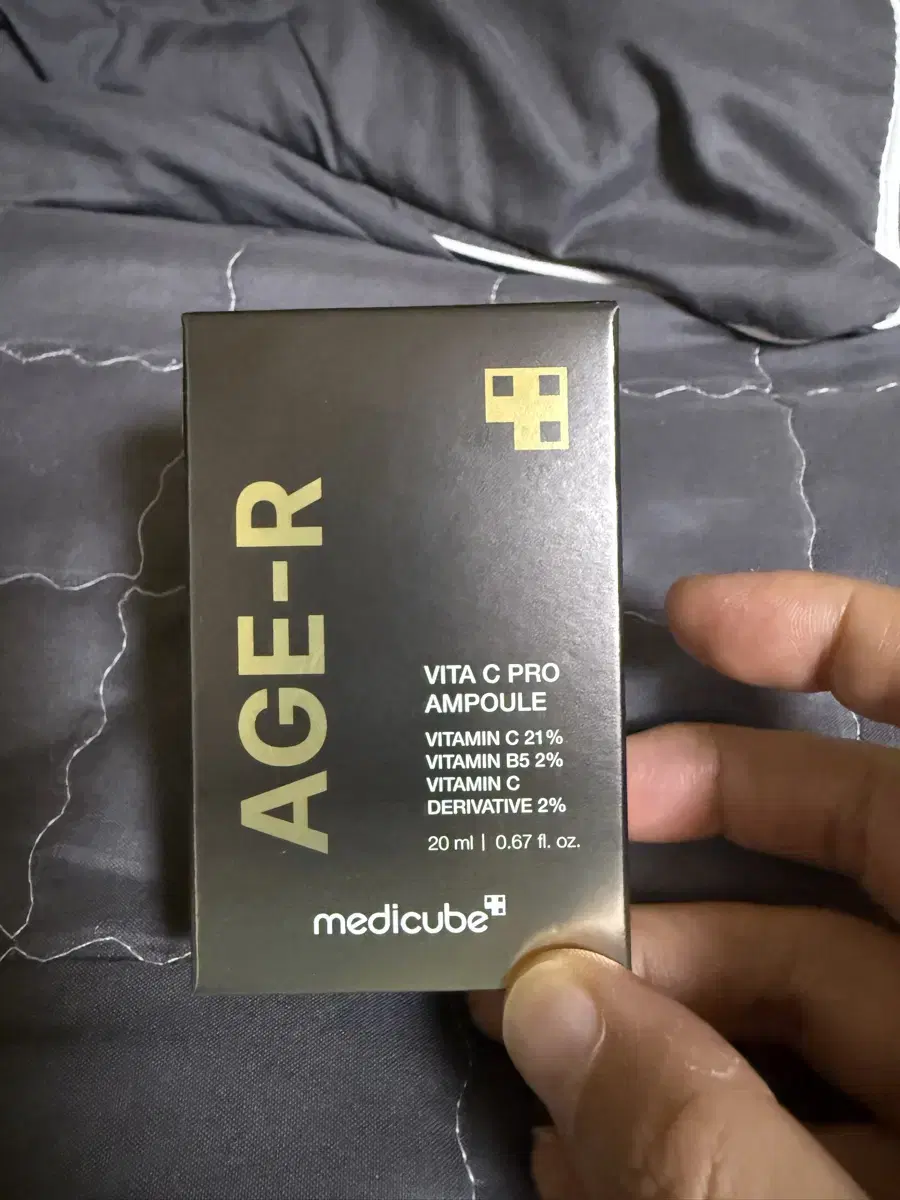 AGE-R
VITA C PRO
AMPOULE
VITAMIN C 21%
VITAMIN B5 2%
VITAMIN C
DERIVATIVE 2%
20 ml | 0.67 fl. oz.
medicube